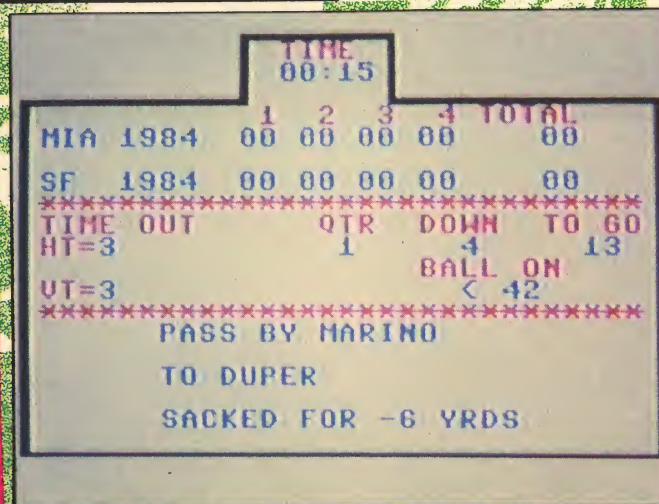 TIME
00:15
1 2 3 4 TOTAL
MIA 1984 00 00 00 00 00
SF 1984 00 00 00 00 00
***********************************
TIME OUT QTR DOWN TO GO
HT=3 1 4 13
BALL ON
VT=3 < 42
***********************************
PASS BY MARINO
TO DUPER
SACKED FOR -6 YRDS